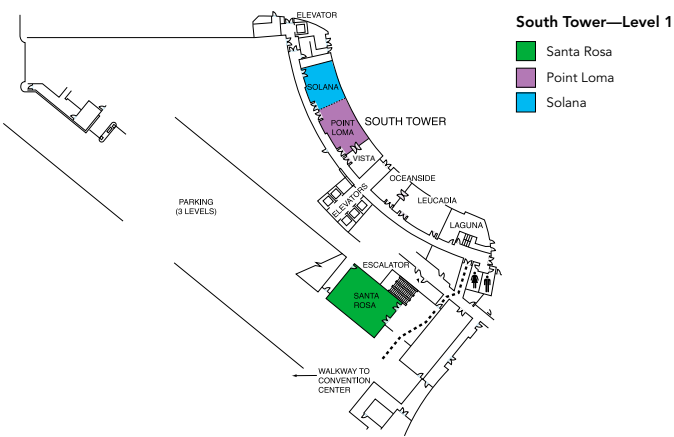 South Tower—Level 1
Santa Rosa
Point Loma
Solana
ELEVATOR
SOLANA
POINT
LOMA
SOUTH TOWER
VISTA
OCEANSIDE
LEUCADIA
LAGUNA
ELEVATORS
PARKING
(3 LEVELS)
ESCALATOR
SANTA
ROSA
WALKWAY TO
CONVENTION
CENTER